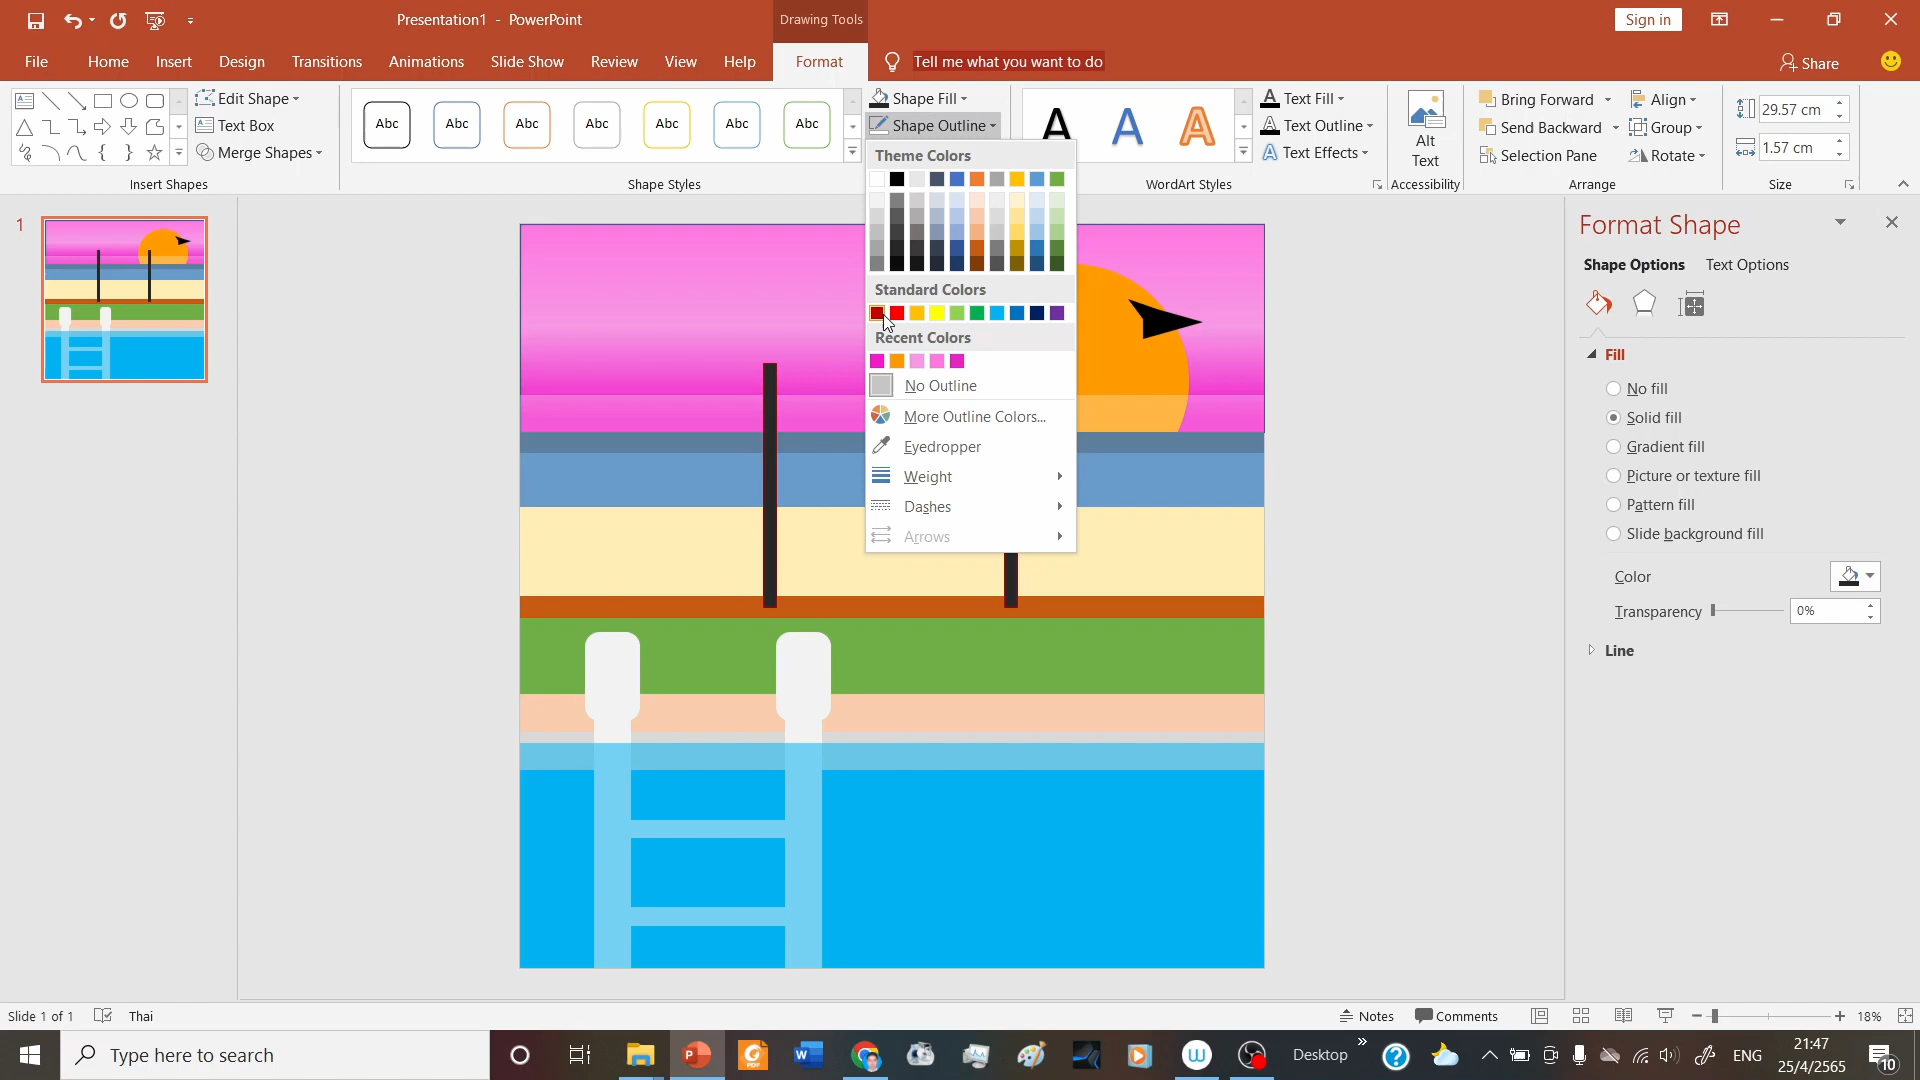 Presentation1 - PowerPoint
Drawing Tools
Sign in
File Home Insert Design Transitions Animations Slide Show Review View Help Format Tell me what you want to do Share
Edit Shape
Text Box
Merge Shapes
Insert Shapes
Abc Abc Abc Abc Abc Abc Abc
Shape Styles
Shape Fill
Shape Outline
A A A
WordArt Styles
Text Fill
Text Outline
Text Effects
Alt
Text
Accessibility
Bring Forward
Send Backward
Selection Pane
Align
Group
Rotate
Arrange
29.57 cm
1.57 cm
Size
Theme Colors
Standard Colors
Recent Colors
No Outline
More Outline Colors...
Eyedropper
Weight
Dashes
Arrows
1
Format Shape
Shape Options Text Options
Fill
No fill
Solid fill
Gradient fill
Picture or texture fill
Pattern fill
Slide background fill
Color
Transparency 0%
Line
Slide 1 of 1 Thai
Notes Comments 18%
Type here to search
Desktop
ENG
21:47
25/4/2565
10